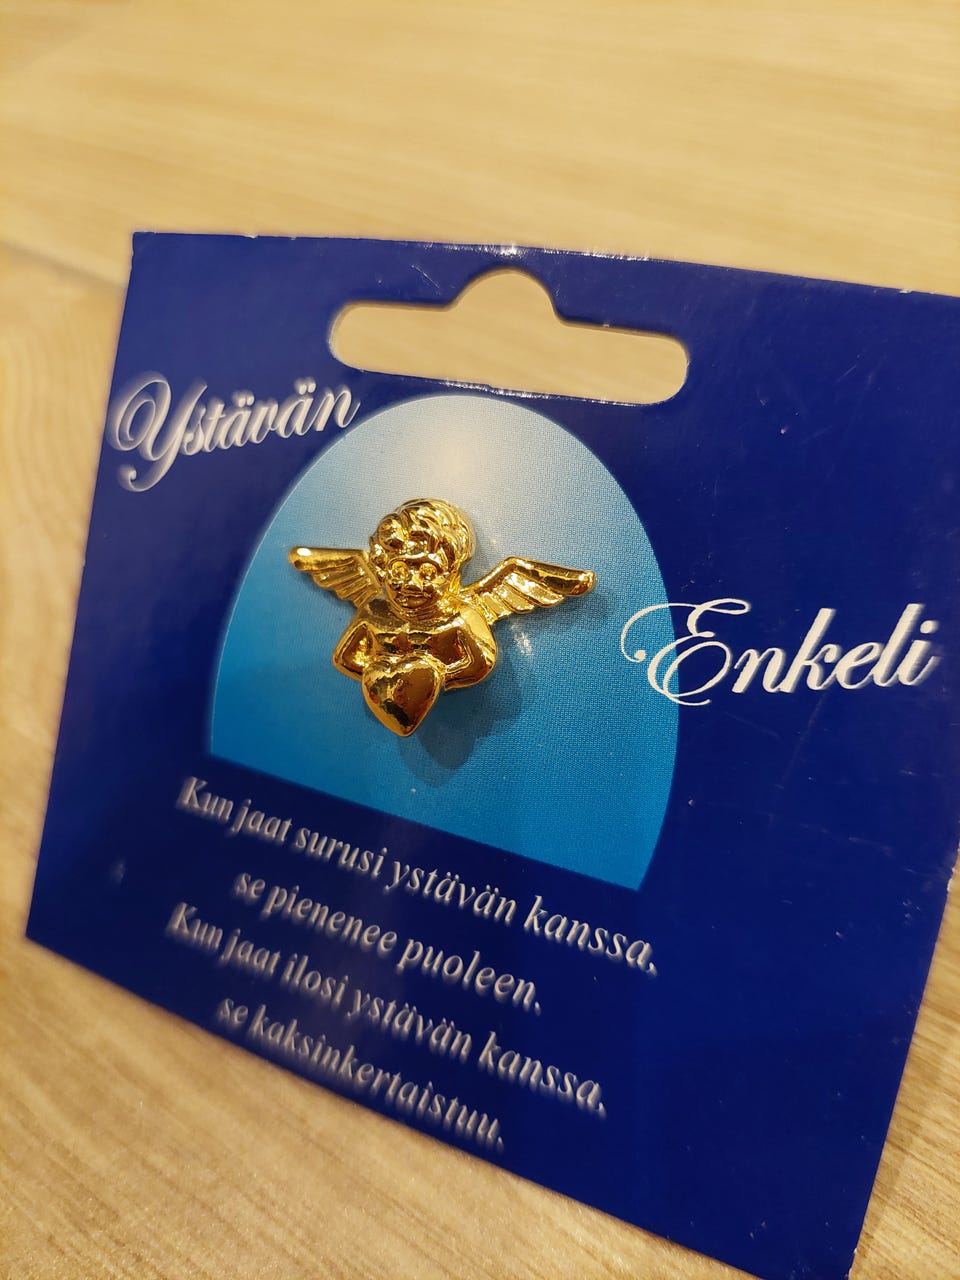 Ystävän
Enkeli
Kun jaat surusi ystävän kanssa,
se pienenee puoleen.
Kun jaat ilosi ystävän kanssa,
se kaksinkertaistuu.